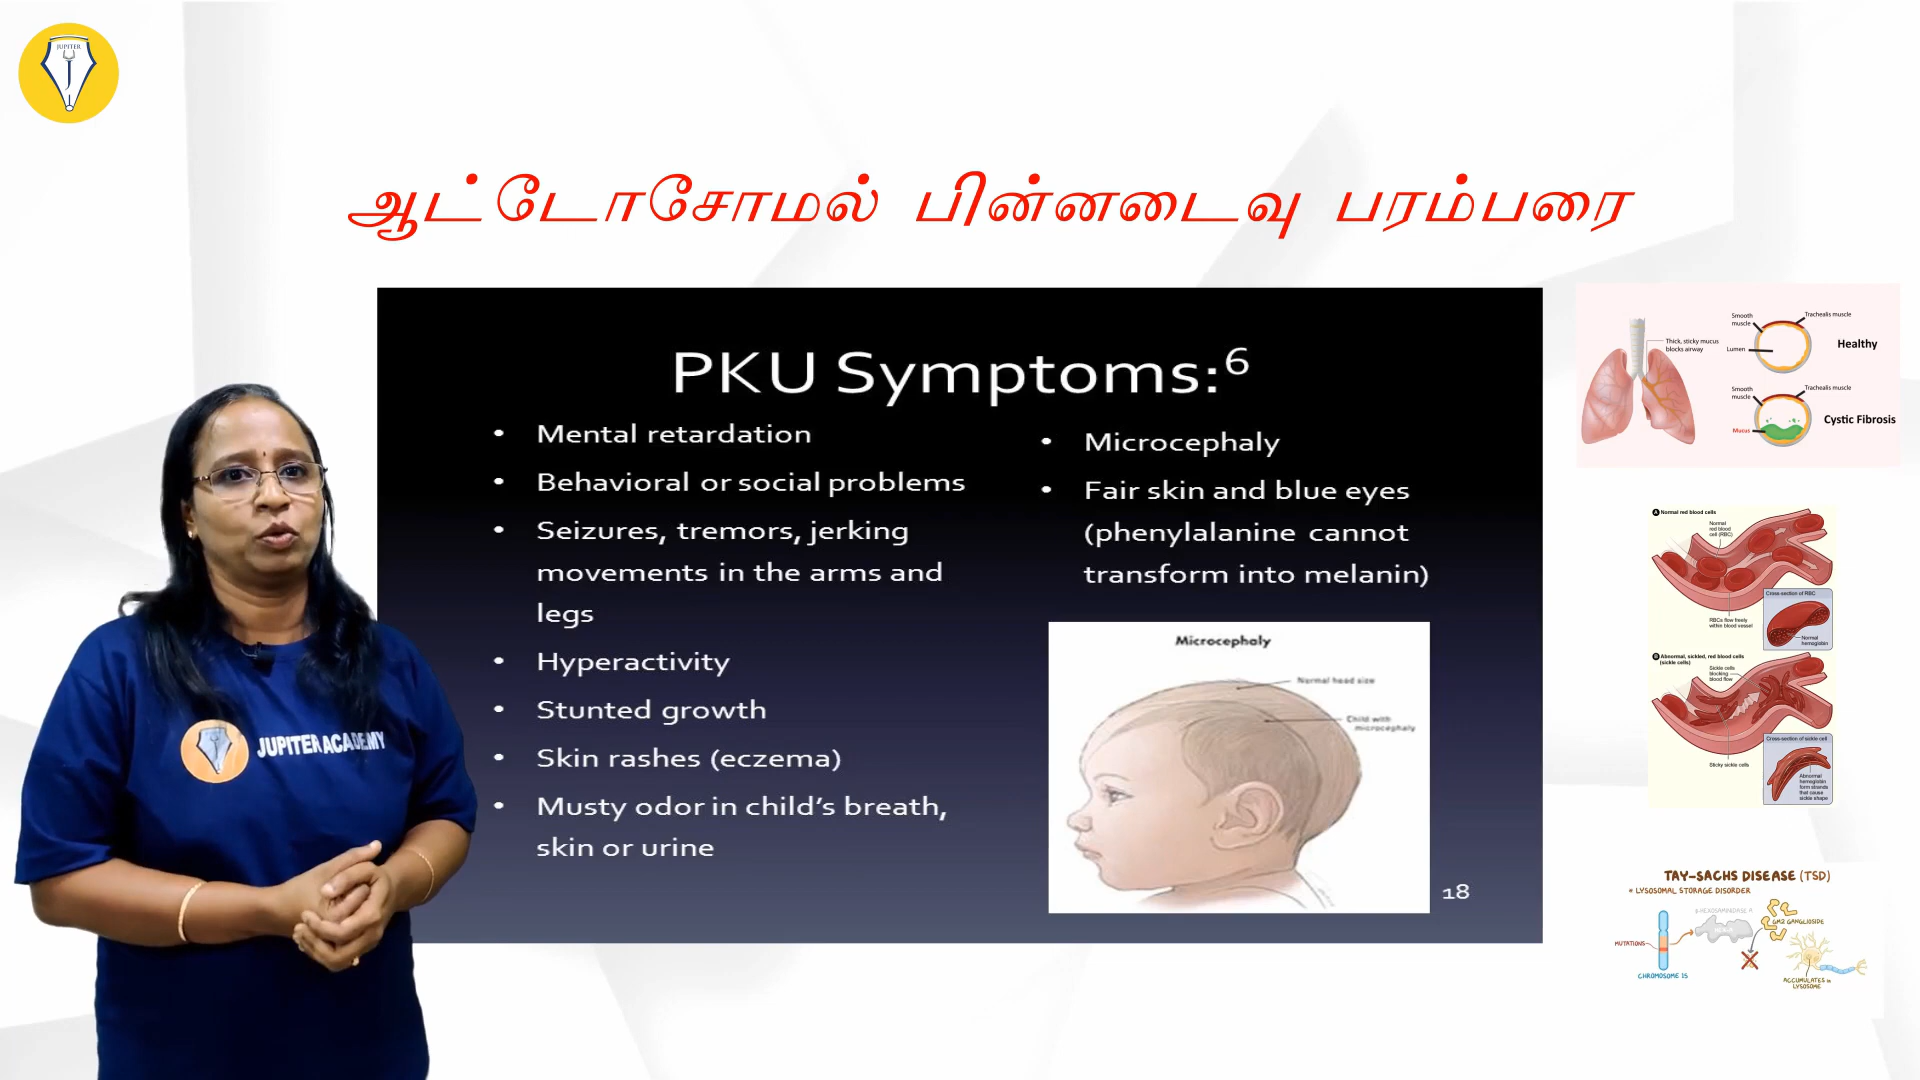 JUPITER
ஆட்டோசோமல் பின்னடைவு பரம்பரை
PKU Symptoms:6
• Mental retardation
• Behavioral or social problems
• Seizures, tremors, jerking
movements in the arms and
legs
• Hyperactivity
• Stunted growth
• Skin rashes (eczema)
• Musty odor in child's breath,
skin or urine
• Microcephaly
• Fair skin and blue eyes
(phenylalanine cannot
transform into melanin)
Microcephaly
Normal head size
Child with
microcephaly
18
JUPITER ACADEMY
Thick, sticky mucus
blocks airway
Smooth
muscle
Trachealis muscle
Lumen
Healthy
Smooth
muscle
Trachealis muscle
Mucus
Cystic Fibrosis
A Normal red blood cells
Normal
red blood
cell (RBC)
Cross-section of RBC
RBCs flow freely
within blood vessel
Normal
hemoglobin
B Abnormal, sickled, red blood cells
(sickle cells)
Sickle cells
blocking
blood flow
Cross-section of sickle cell
Sticky sickle cells
Abnormal
hemoglobin
form strands
that cause
sickle shape
TAY-SACHS DISEASE (TSD)
* LYSOSOMAL STORAGE DISORDER
β-HEXOSAMINIDASE A
GM2 GANGLIOSIDE
MUTATIONS
CHROMOSOME 15
ACCUMULATES in
LYSOSOME